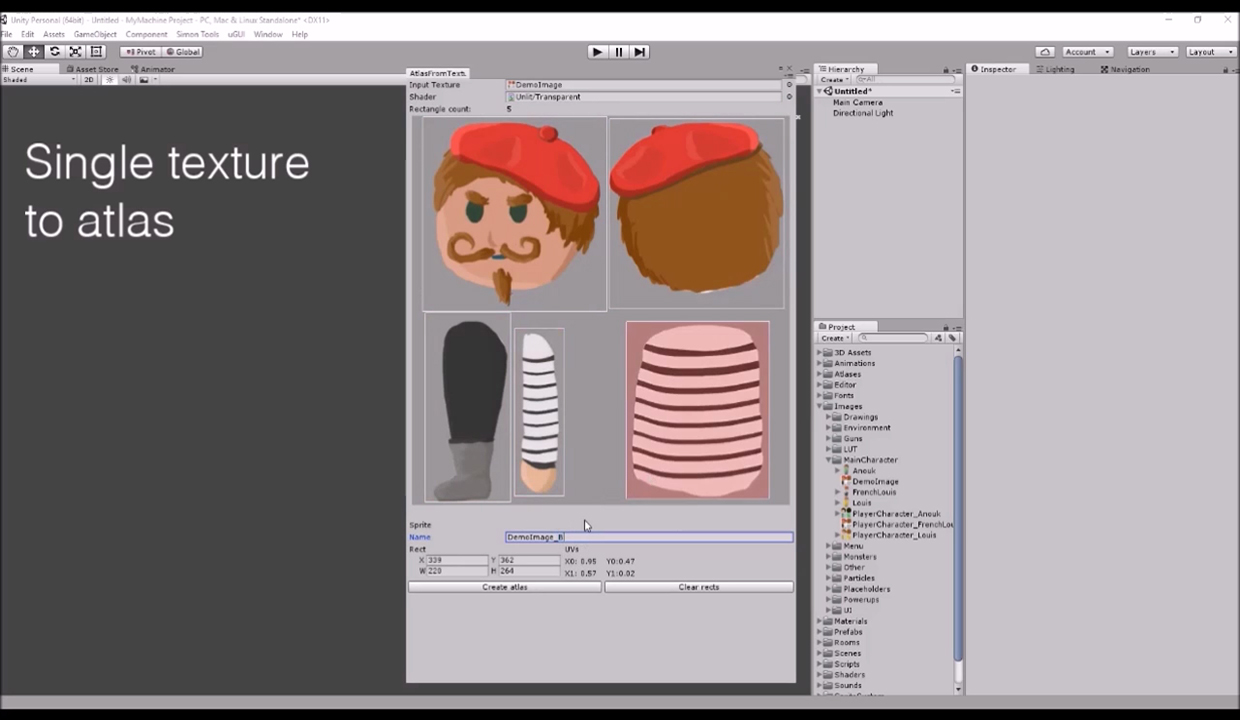 Unity Personal (64bit) - Untitled - MyMachine Project - PC, Mac & Linux Standalone* <DX11>
File Edit Assets GameObject Component Simon Tools uGUI Window Help
Pivot Global
Account Layers Layout
Scene Asset Store Animator
Shaded 2D
Single texture
to atlas
AtlasFromText.
Input Texture DemoImage
Shader Unlit/Transparent
Rectangle count: 5
Sprite
Name DemoImage_B
Rect UVs
X 339 Y 362 X0: 0.95 Y0:0.47
W 220 H 264 X1: 0.57 Y1:0.02
Create atlas Clear rects
Hierarchy
Create All
Untitled*
Main Camera
Directional Light
Project
Create
3D Assets
Animations
Atlases
Editor
Fonts
Images
Drawings
Environment
Guns
LUT
MainCharacter
Anouk
DemoImage
FrenchLouis
Louis
PlayerCharacter_Anouk
PlayerCharacter_FrenchLou
PlayerCharacter_Louis
Menu
Monsters
Other
Particles
Placeholders
Powerups
UI
Materials
Prefabs
Rooms
Scenes
Scripts
Shaders
Sounds
Inspector Lighting Navigation